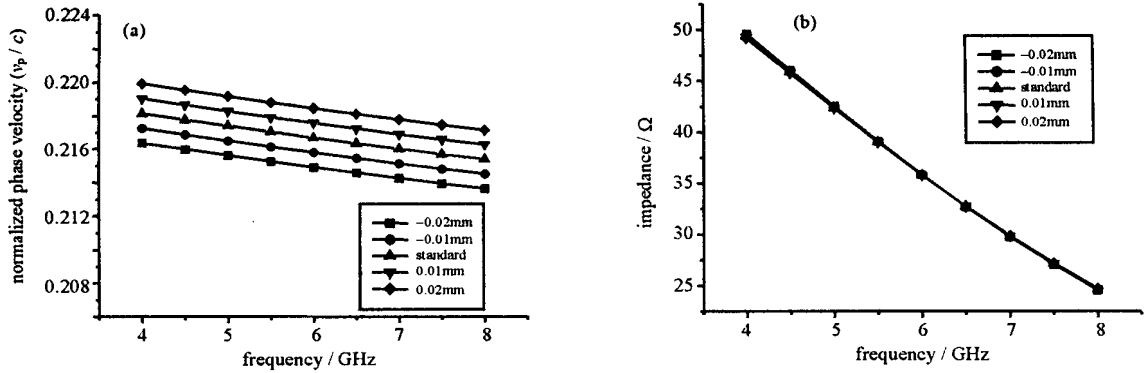 (a)
normalized phase velocity (vₚ / c)
0.224
0.220
0.216
0.212
0.208
−0.02mm
−0.01mm
standard
0.01mm
0.02mm
4 5 6 7 8
frequency / GHz
(b)
impedance / Ω
50
45
40
35
30
25
−0.02mm
−0.01mm
standard
0.01mm
0.02mm
4 5 6 7 8
frequency / GHz